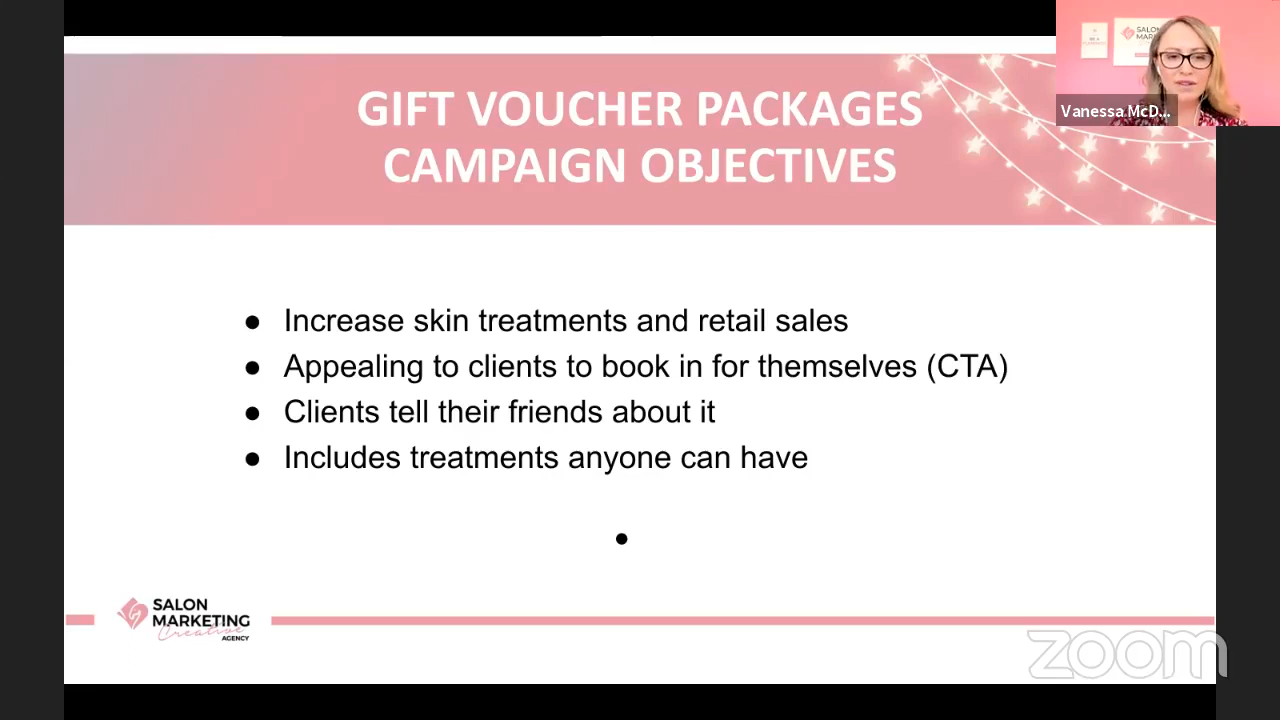 GIFT VOUCHER PACKAGES
CAMPAIGN OBJECTIVES
SALON
Vanessa McD...
● Increase skin treatments and retail sales
● Appealing to clients to book in for themselves (CTA)
● Clients tell their friends about it
● Includes treatments anyone can have
●
SALON
MARKETING
Creative
AGENCY
zoom